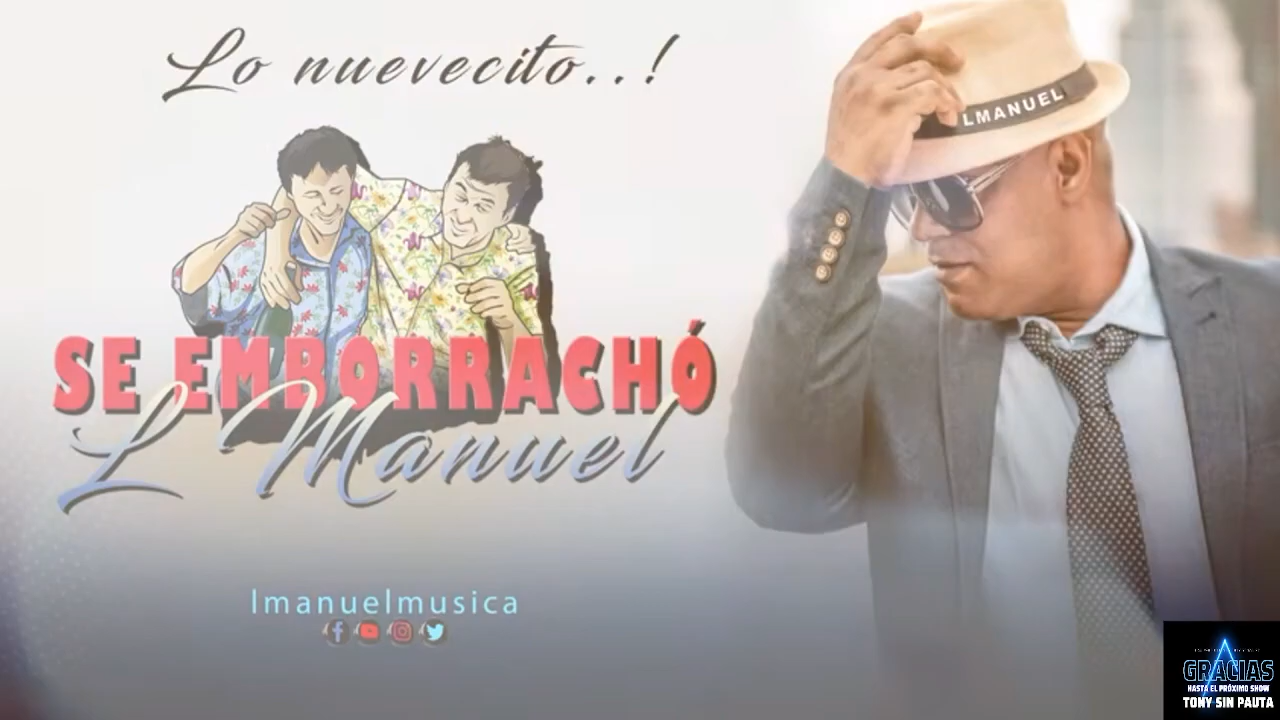 Lo nuevecito..!
LMANUEL
SE EMBORRACHÓ
L Manuel
lmanuelmusica
GRACIAS
HASTA EL PRÓXIMO SHOW
TONY SIN PAUTA